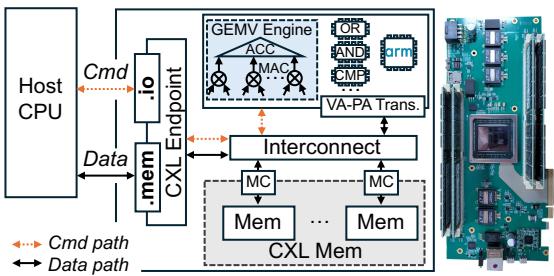 Host
CPU
Cmd
Data
.io
.mem
CXL Endpoint
GEMV Engine
ACC
MAC
...
OR
AND
CMP
...
arm
VA-PA Trans.
Interconnect
MC
MC
Mem
...
Mem
CXL Mem
Cmd path
Data path